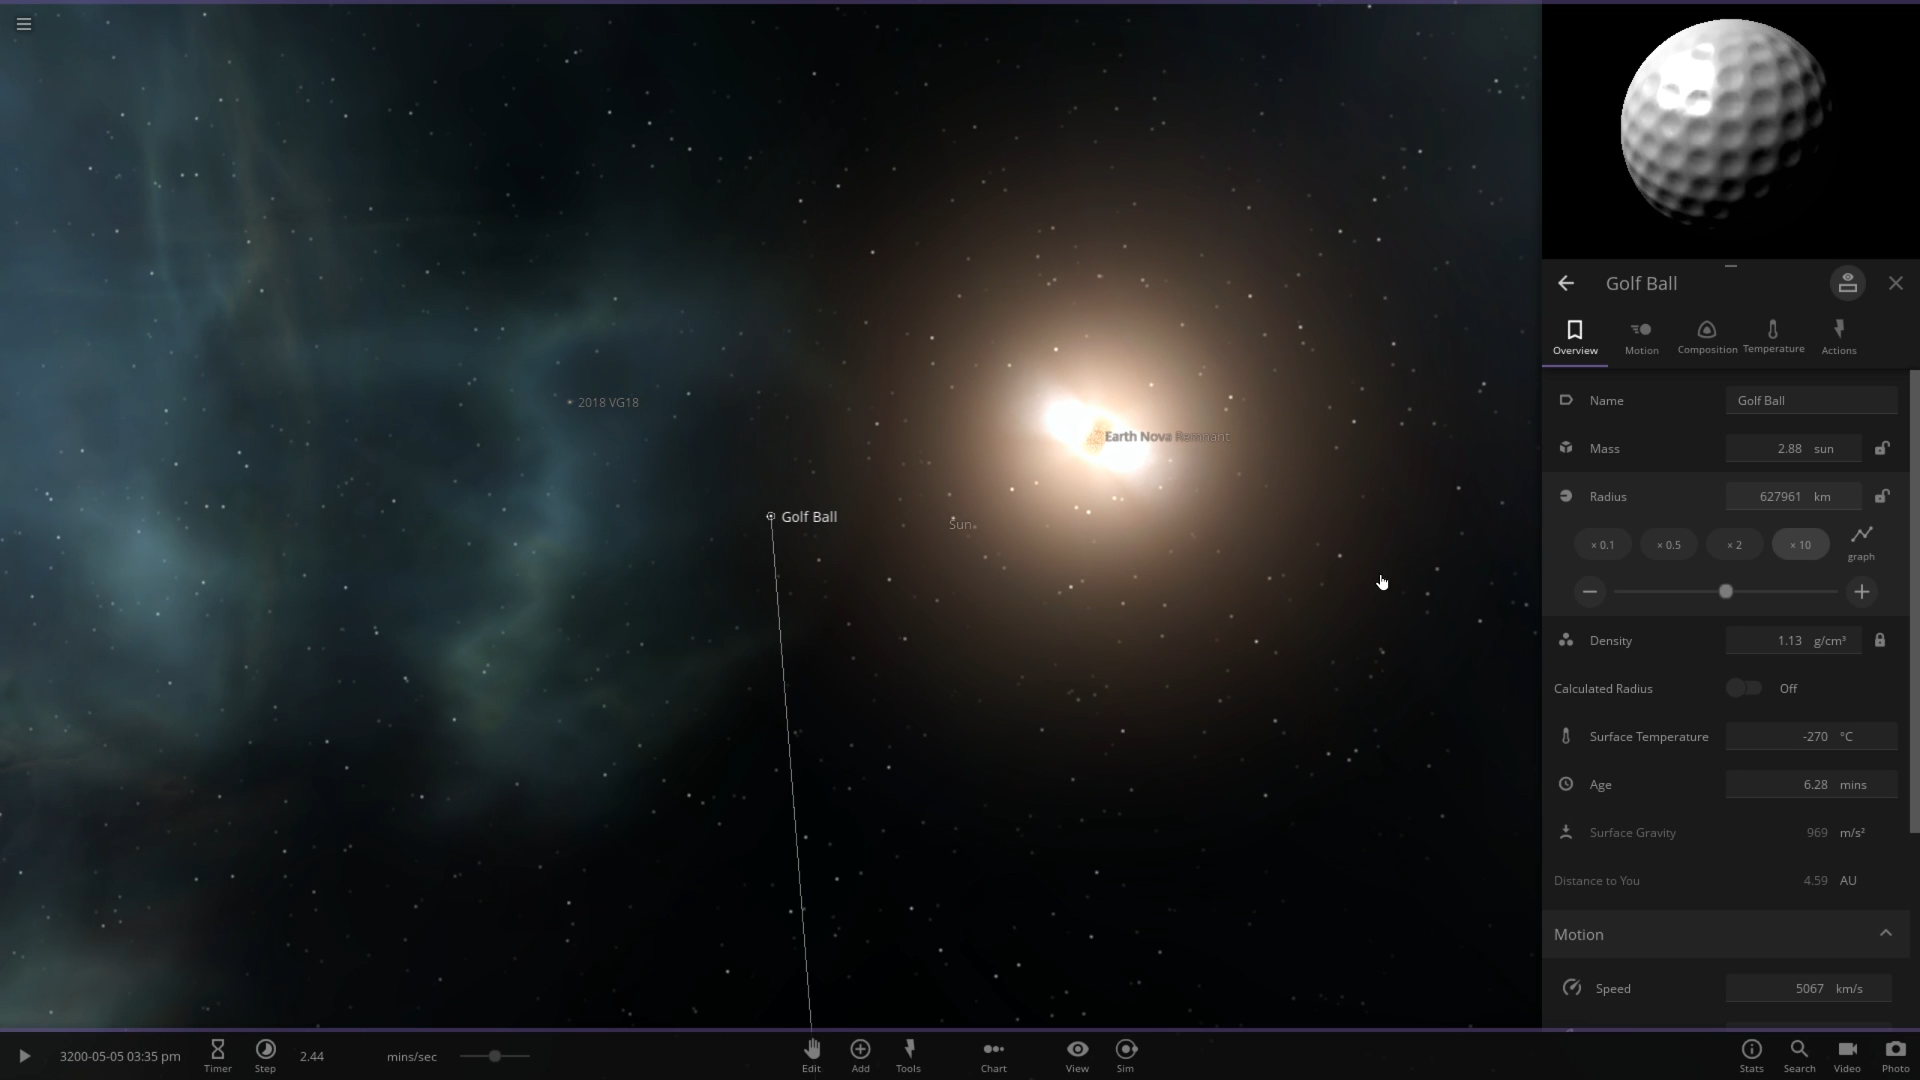 2018 VG18
Earth Nova Remnant
Golf Ball
Sun
Golf Ball
Overview
Motion
Composition
Temperature
Actions
Name Golf Ball
Mass 2.88 sun
Radius 627961 km
× 0.1 × 0.5 × 2 × 10 graph
Density 1.13 g/cm³
Calculated Radius Off
Surface Temperature -270 °C
Age 6.28 mins
Surface Gravity 969 m/s²
Distance to You 4.59 AU
Motion
Speed 5067 km/s
3200-05-05 03:35 pm
Timer
Step
2.44 mins/sec
Edit
Add
Tools
Chart
View
Sim
Stats
Search
Video
Photo